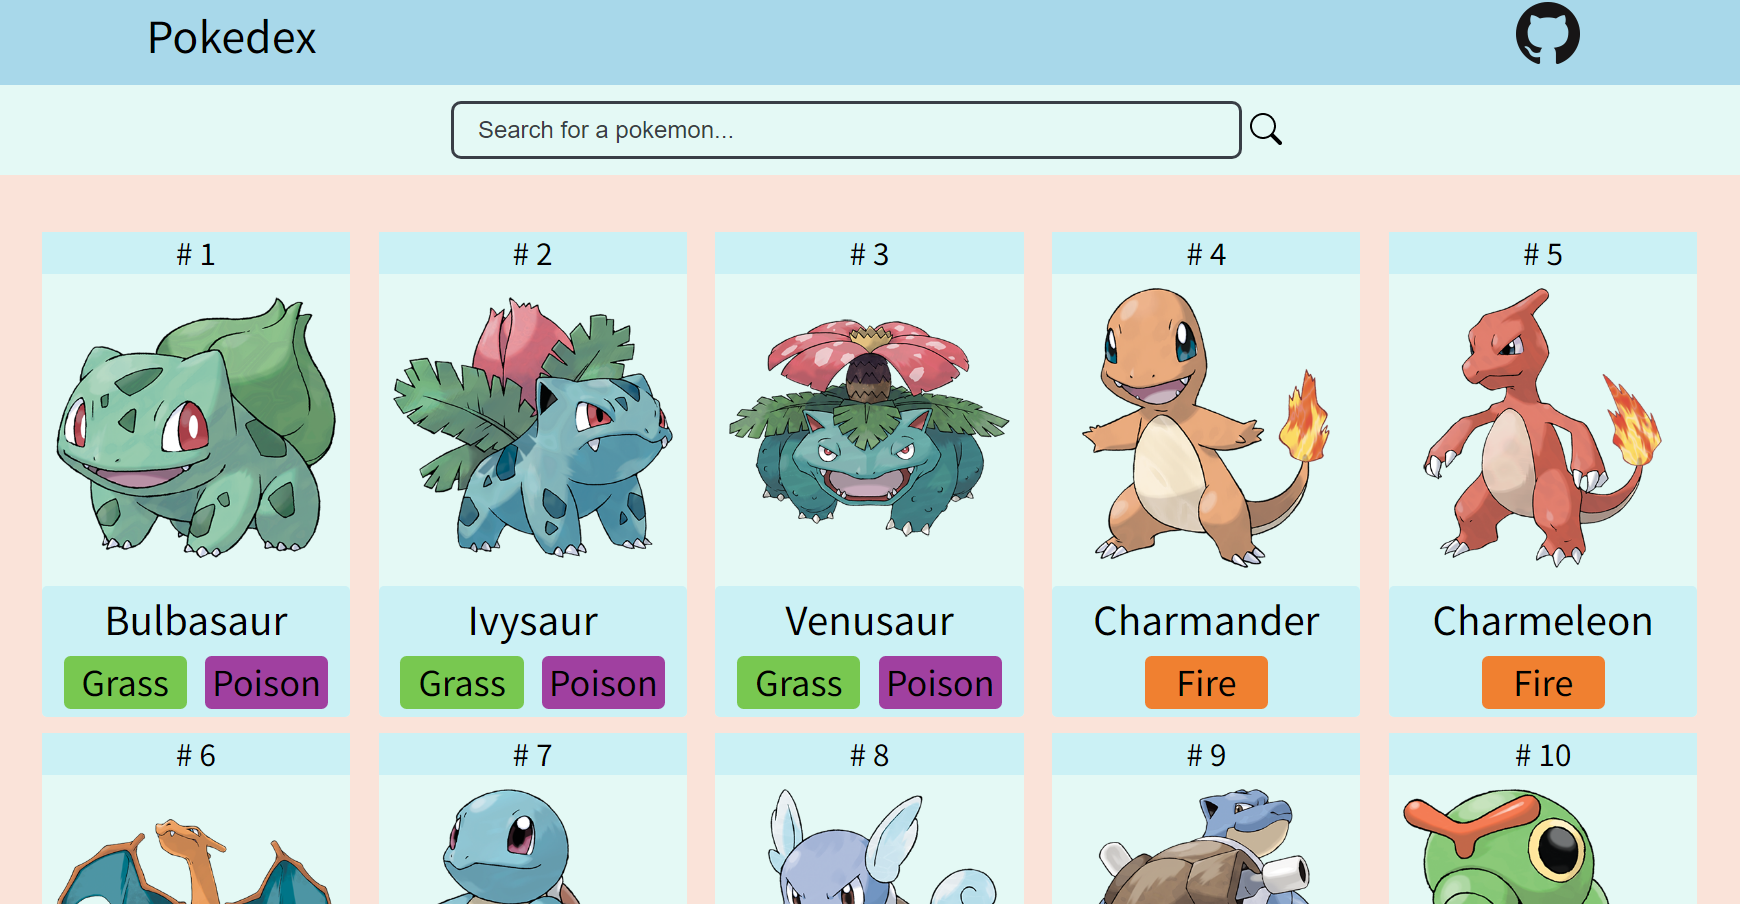 Pokedex
Search for a pokemon...
# 1
# 2
# 3
# 4
# 5
Bulbasaur
Ivysaur
Venusaur
Charmander
Charmeleon
Grass Poison
Grass Poison
Grass Poison
Fire
Fire
# 6
# 7
# 8
# 9
# 10